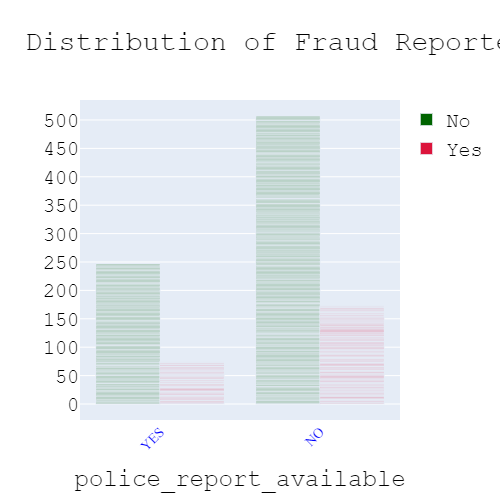 Distribution of Fraud Reporte
500
450
400
350
300
250
200
150
100
50
0
No
Yes
YES
NO
police_report_available